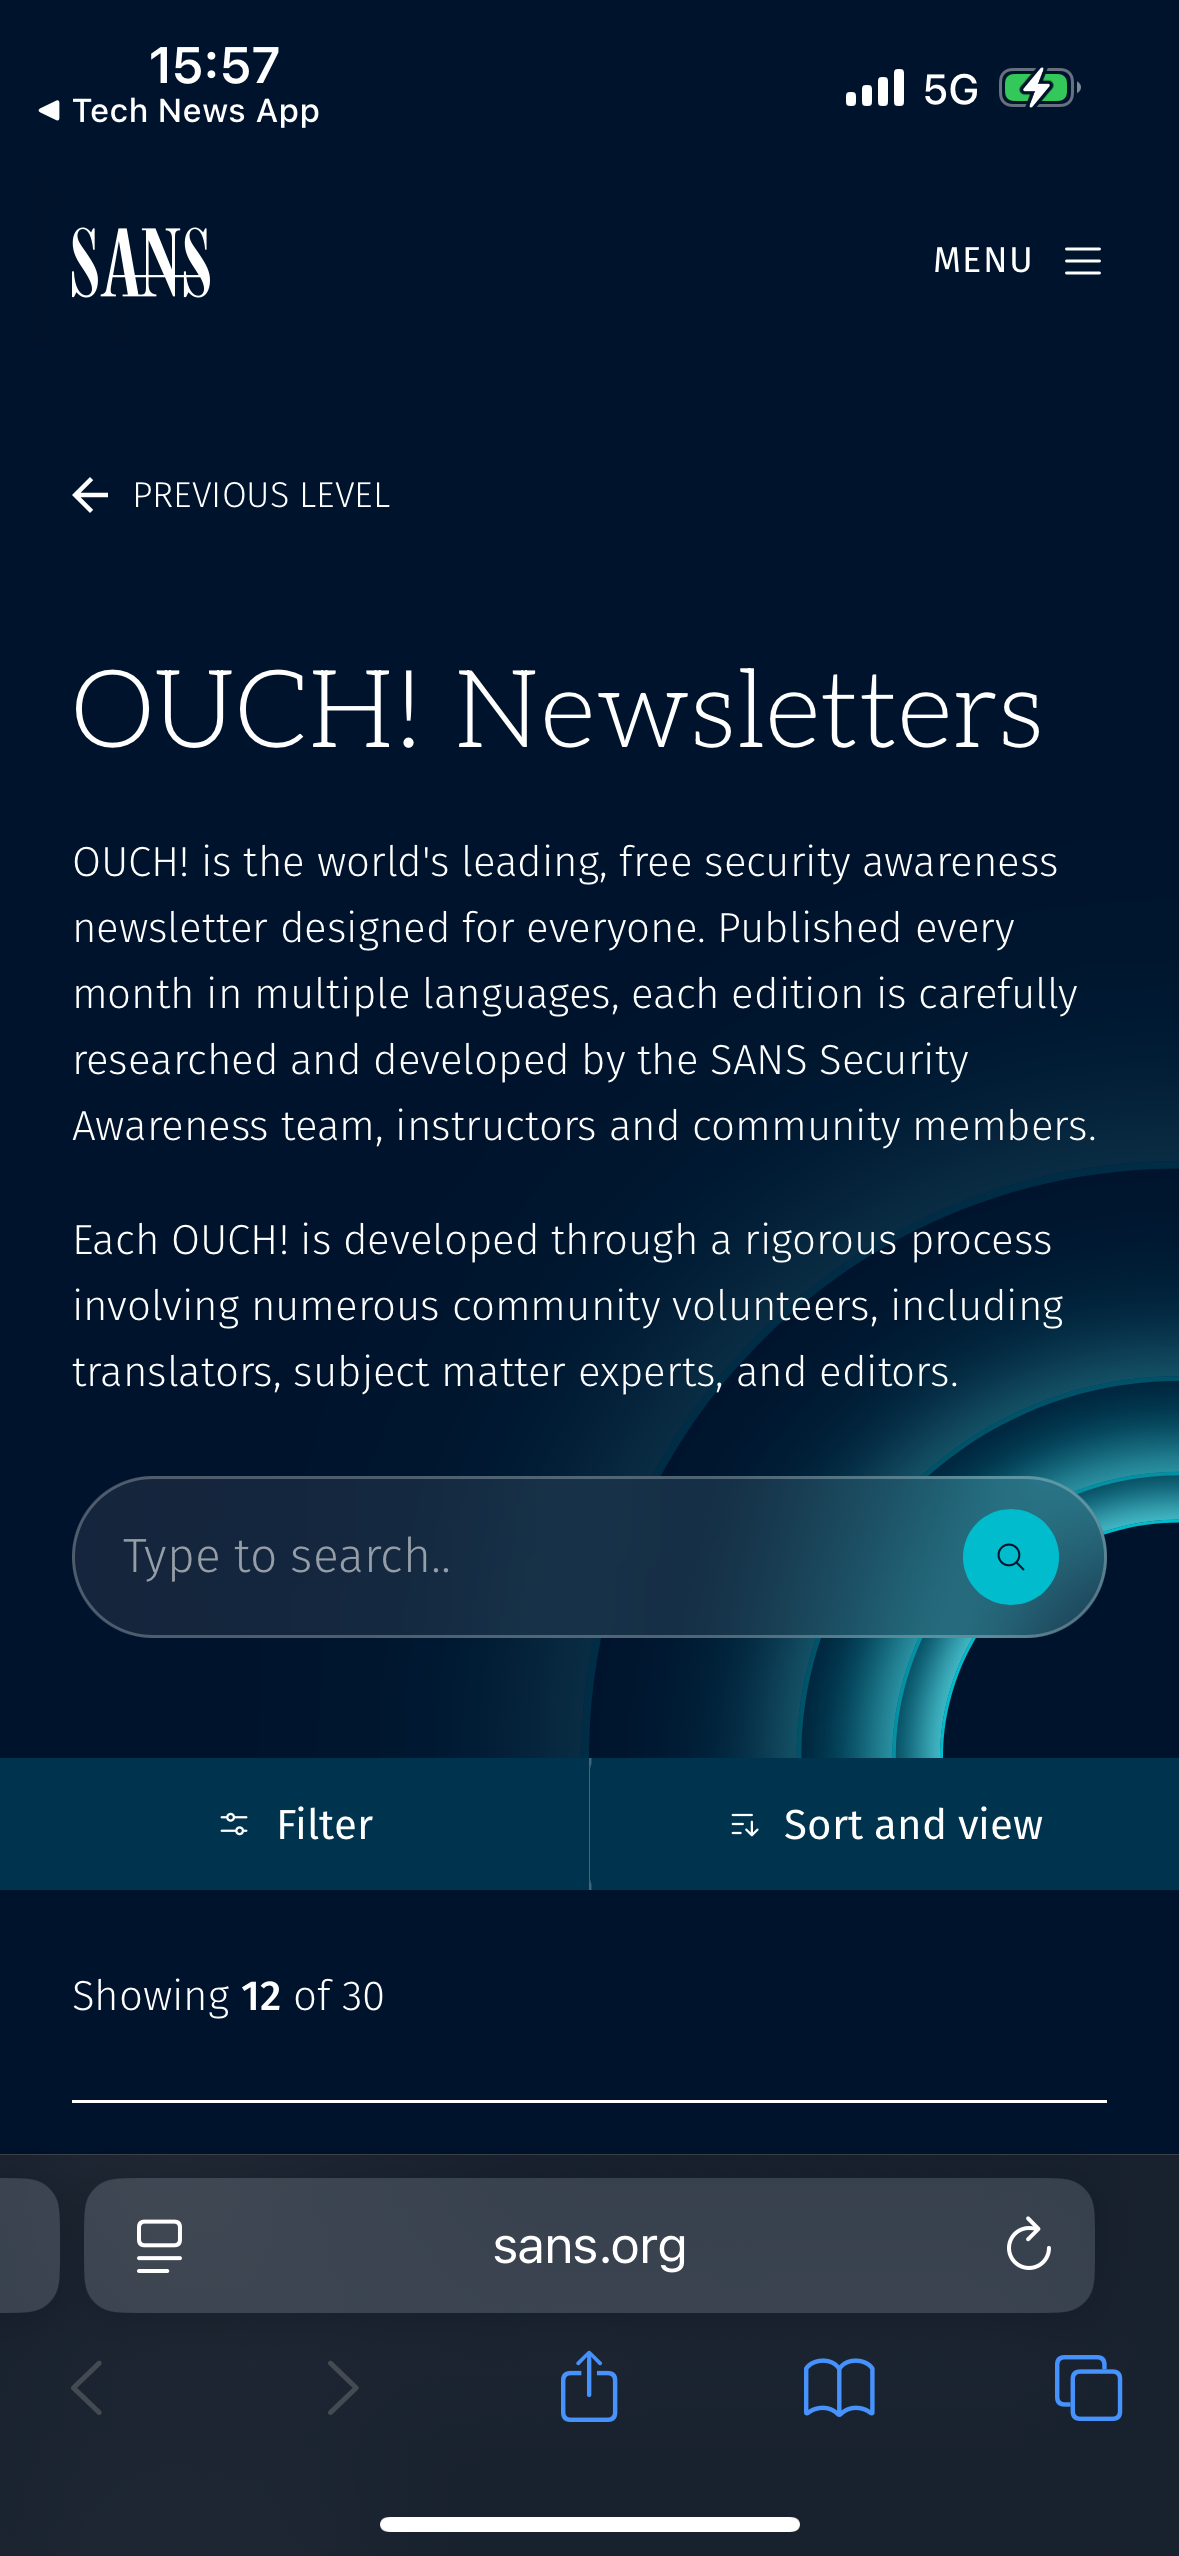 15:57
Tech News App
5G
SANS
MENU
PREVIOUS LEVEL
OUCH! Newsletters
OUCH! is the world's leading, free security awareness
newsletter designed for everyone. Published every
month in multiple languages, each edition is carefully
researched and developed by the SANS Security
Awareness team, instructors and community members.
Each OUCH! is developed through a rigorous process
involving numerous community volunteers, including
translators, subject matter experts, and editors.
Type to search..
Filter
Sort and view
Showing 12 of 30
sans.org